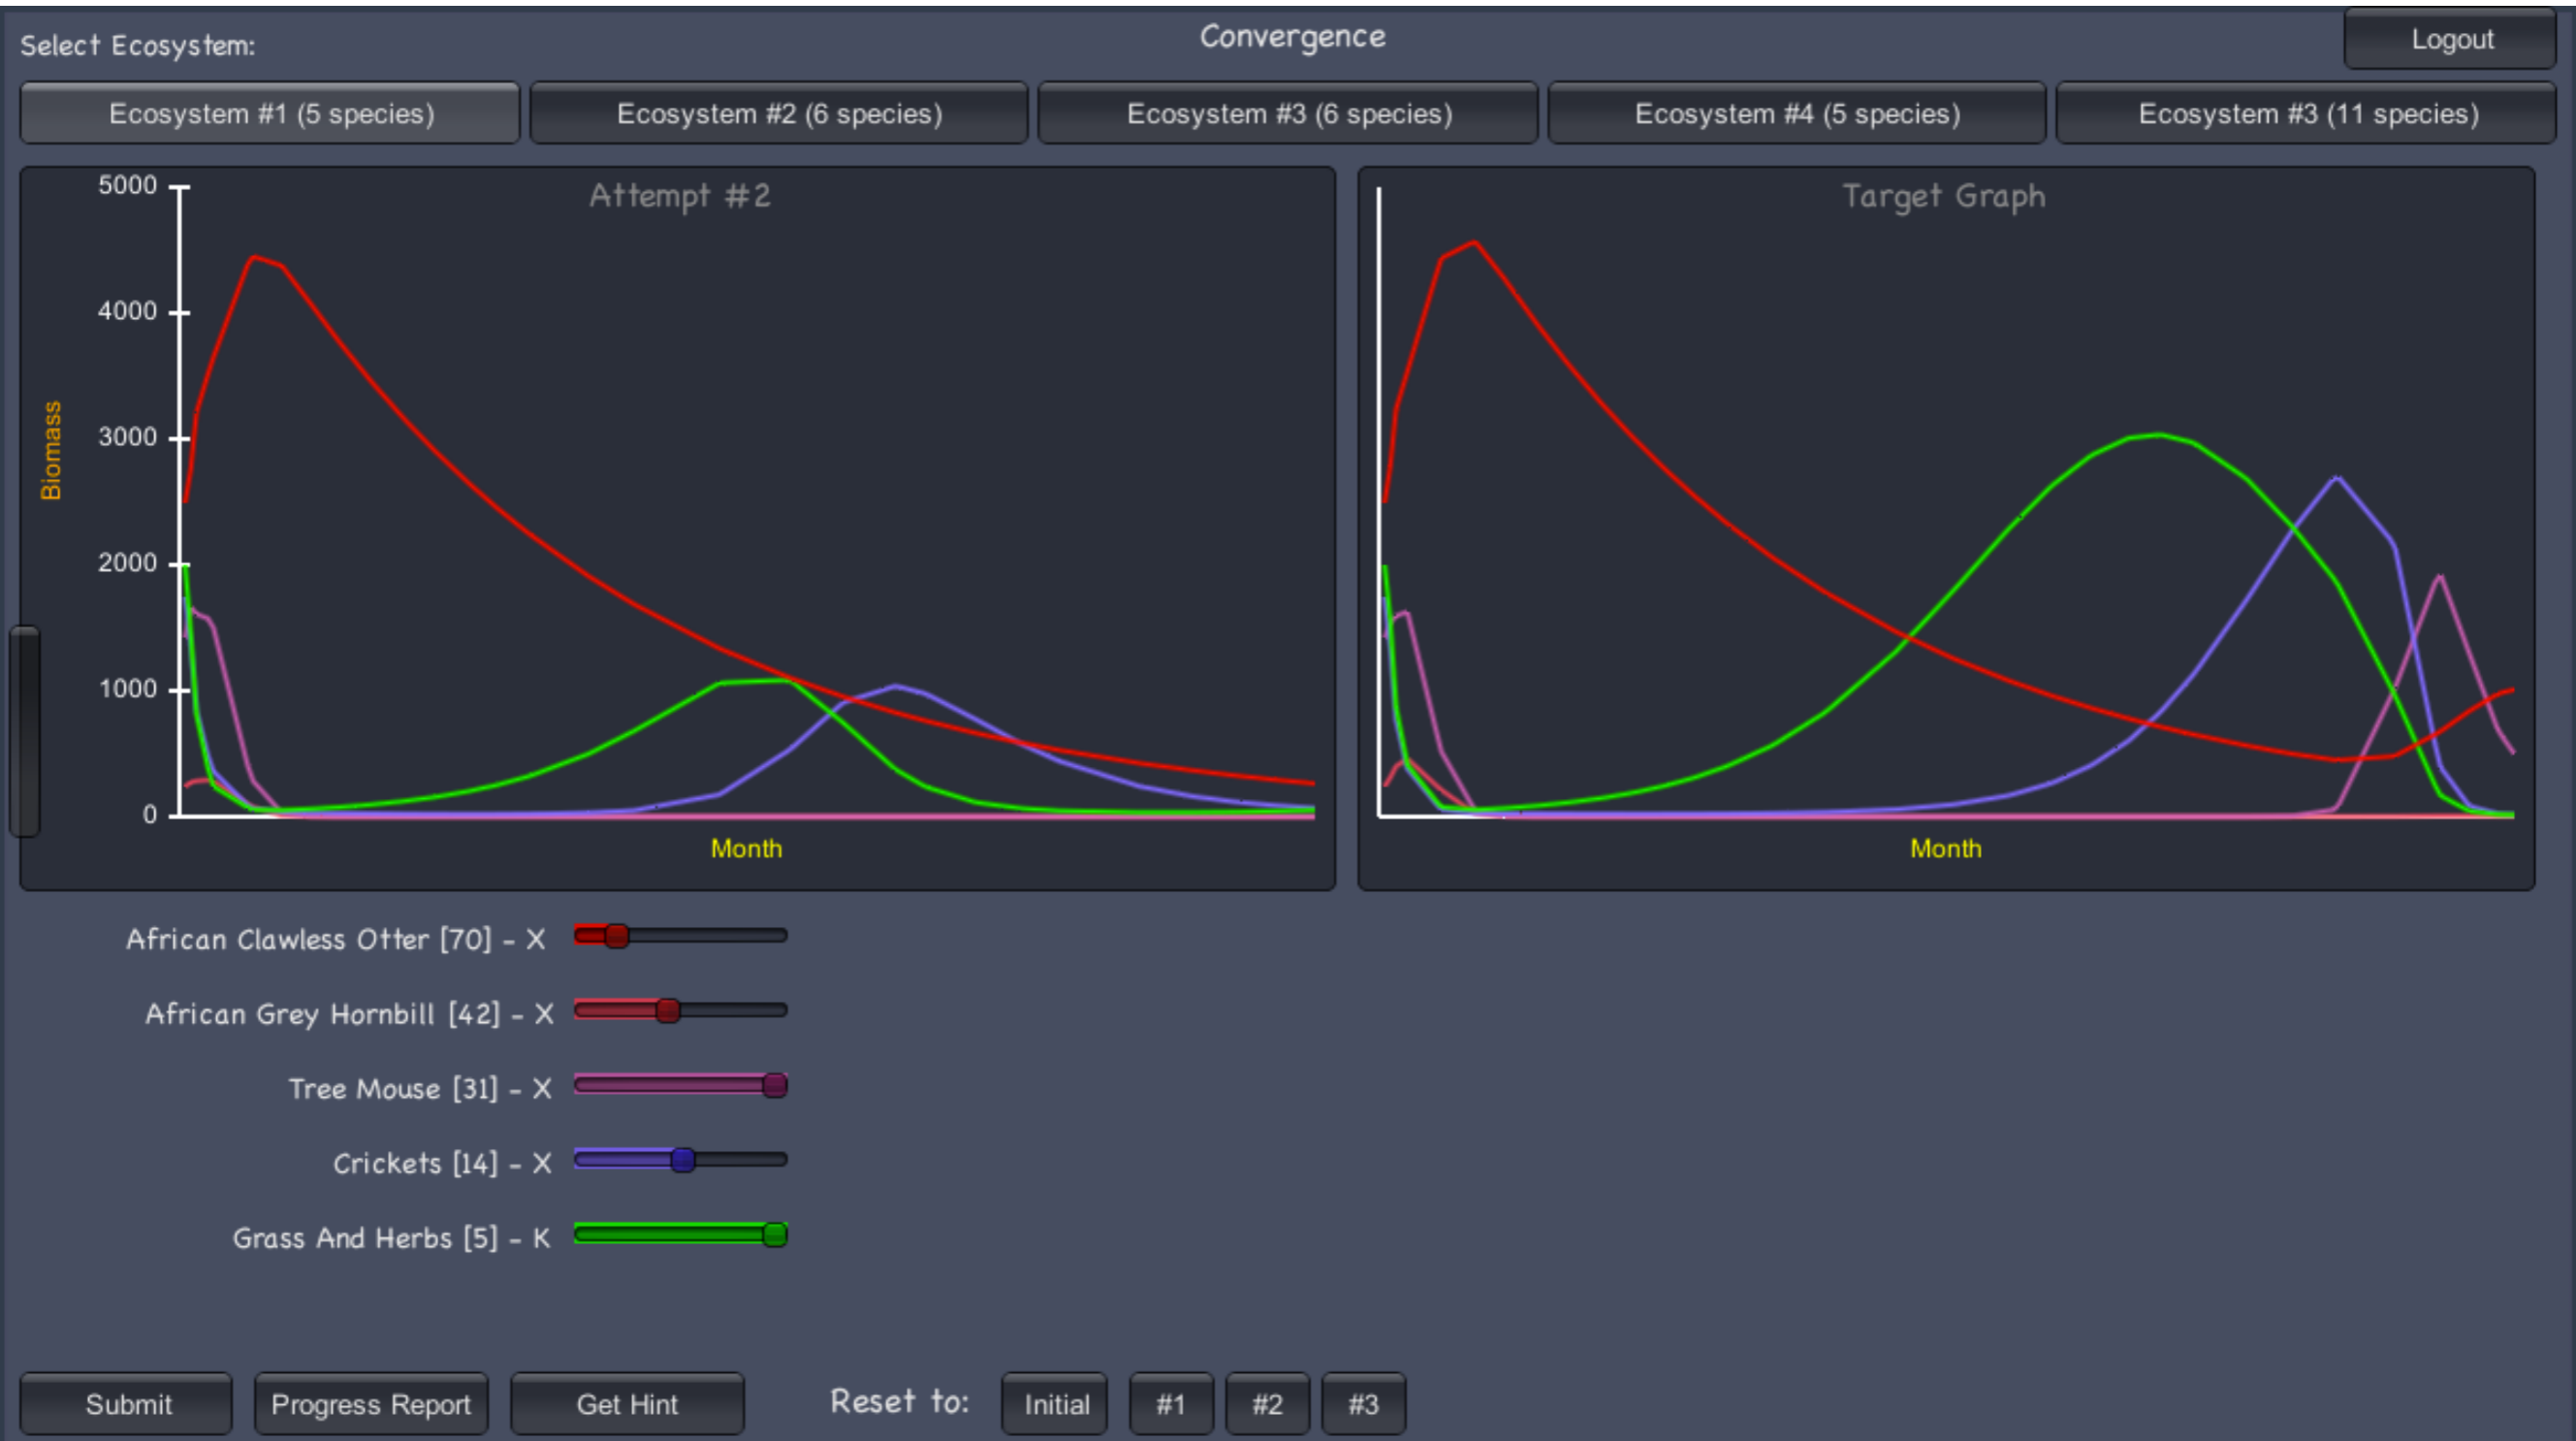 Select Ecosystem:
Convergence
Logout
Ecosystem #1 (5 species)
Ecosystem #2 (6 species)
Ecosystem #3 (6 species)
Ecosystem #4 (5 species)
Ecosystem #3 (11 species)
Attempt #2
5000
4000
3000
2000
1000
0
Biomass
Month
Target Graph
Month
African Clawless Otter [70] - X
African Grey Hornbill [42] - X
Tree Mouse [31] - X
Crickets [14] - X
Grass And Herbs [5] - K
Submit
Progress Report
Get Hint
Reset to:
Initial
#1
#2
#3